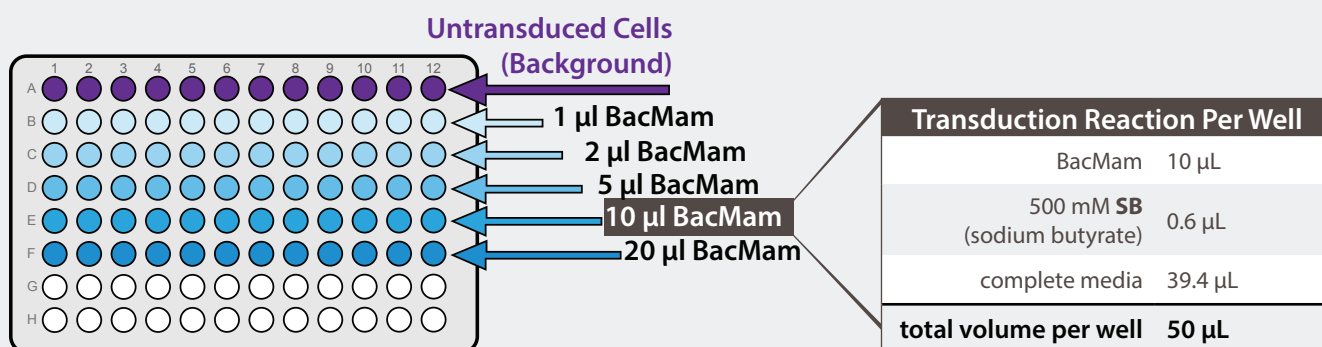 Untransduced Cells
(Background)
1 2 3 4 5 6 7 8 9 10 11 12
A
B
C
D
E
F
G
H
1 µl BacMam
2 µl BacMam
5 µl BacMam
10 µl BacMam
20 µl BacMam
Transduction Reaction Per Well
BacMam 10 µL
500 mM SB
(sodium butyrate) 0.6 µL
complete media 39.4 µL
total volume per well 50 µL